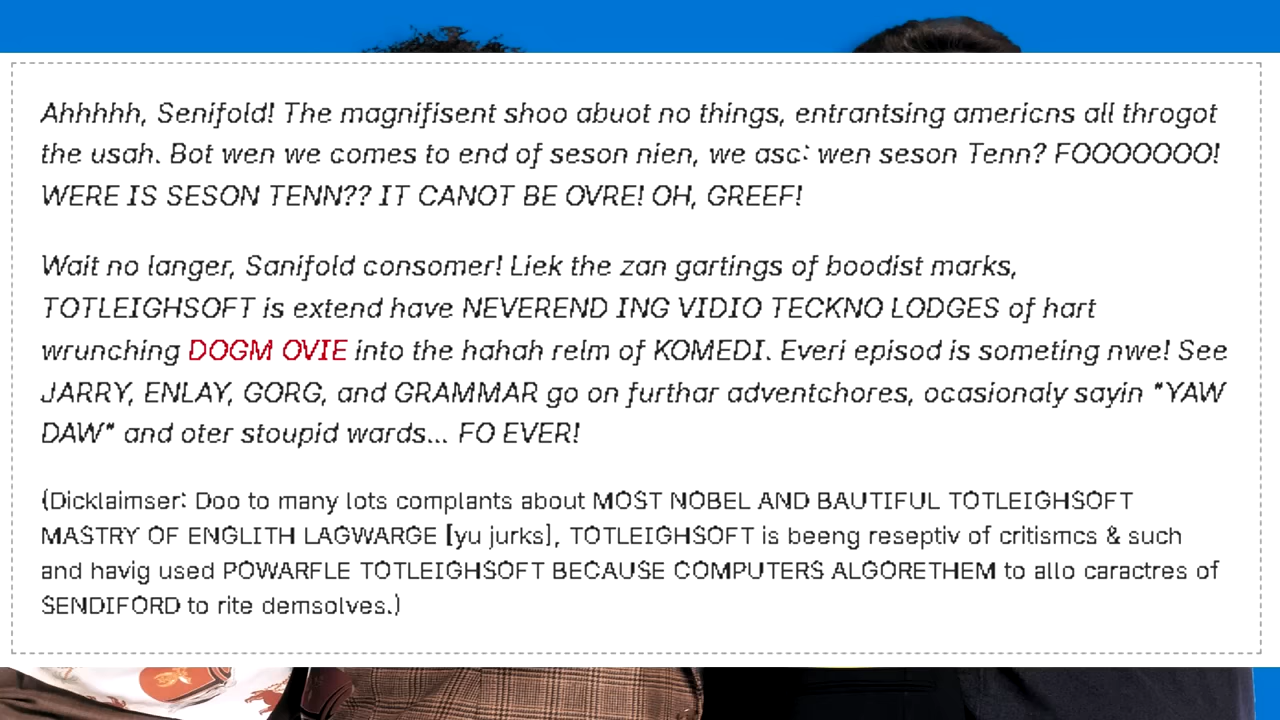 Ahhhhh, Senifold! The magnifisent shoo abuot no things, entrantsing americns all throgot
the usah. Bot wen we comes to end of seson nien, we asc: wen seson Tenn? FOOOOOOO!
WERE IS SESON TENN?? IT CANOT BE OVRE! OH, GREEF!
Wait no langer, Sanifold consomer! Liek the zan gartings of boodist marks,
TOTLEIGHSOFT is extend have NEVEREND ING VIDIO TECKNO LODGES of hart
wrunching DOGM OVIE into the hahah relm of KOMEDI. Everi episod is someting nwe! See
JARRY, ENLAY, GORG, and GRAMMAR go on furthar adventchores, ocasionaly sayin "YAW
DAW" and oter stoupid wards... FO EVER!
(Dicklaimser: Doo to many lots complants about MOST NOBEL AND BAUTIFUL TOTLEIGHSOFT
MASTRY OF ENGLITH LAGWARGE [yu jurks], TOTLEIGHSOFT is beeng reseptiv of critismcs & such
and havig used POWARFLE TOTLEIGHSOFT BECAUSE COMPUTERS ALGORETHEM to allo caractres of
SENDIFORD to rite demsolves.)